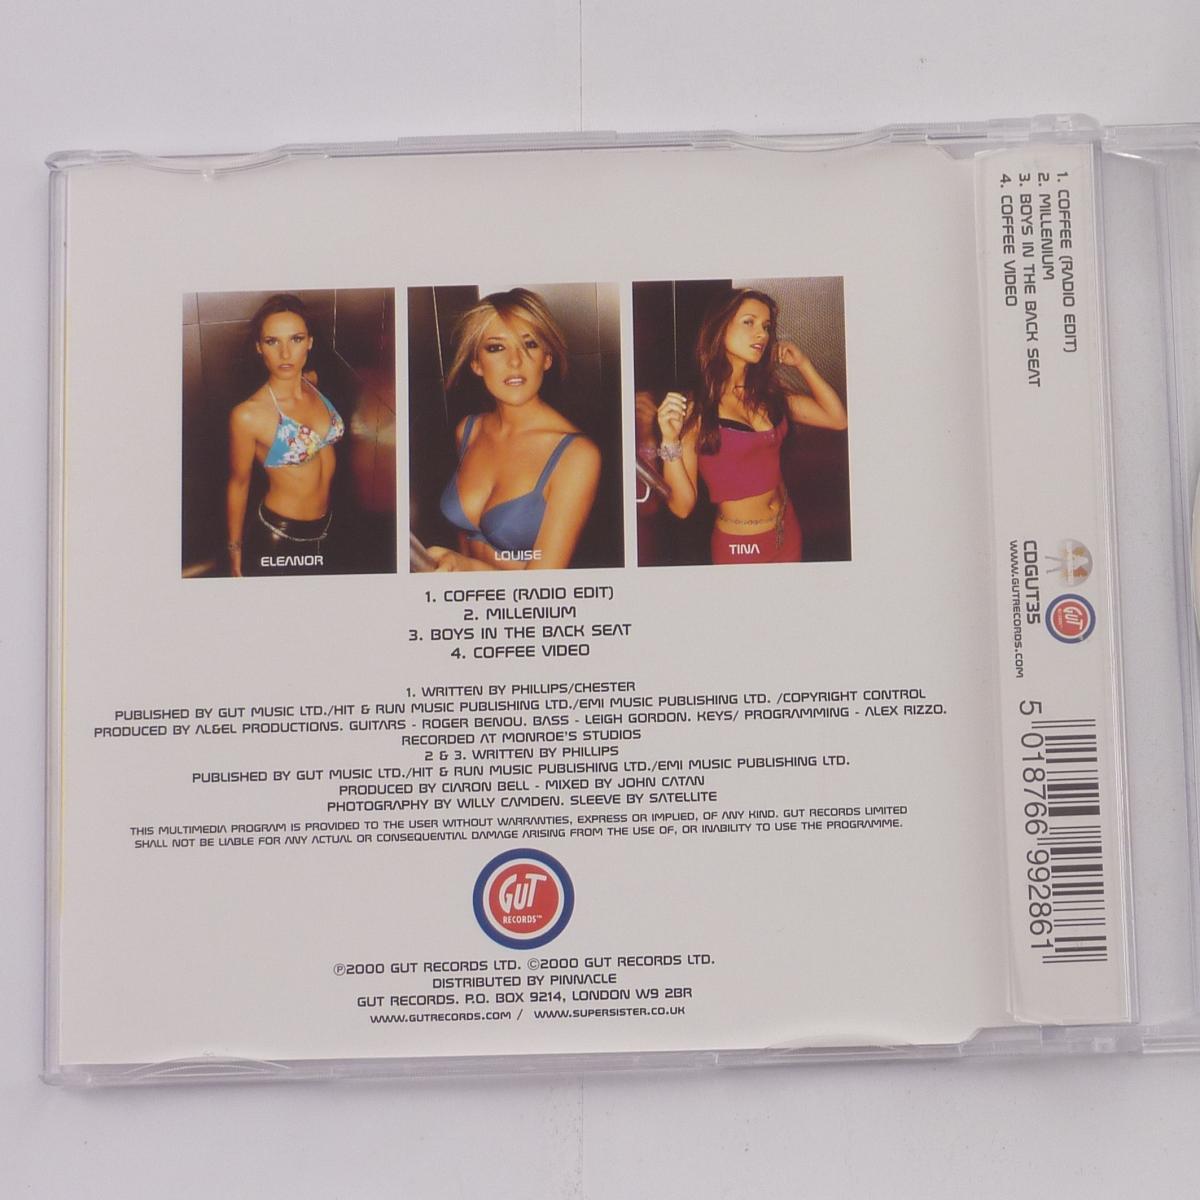 ELEANOR
LOUISE
TINA
1. COFFEE (RADIO EDIT)
2. MILLENIUM
3. BOYS IN THE BACK SEAT
4. COFFEE VIDEO
1. WRITTEN BY PHILLIPS/CHESTER
PUBLISHED BY GUT MUSIC LTD./HIT & RUN MUSIC PUBLISHING LTD./EMI MUSIC PUBLISHING LTD. /COPYRIGHT CONTROL
PRODUCED BY AL&EL PRODUCTIONS. GUITARS - ROGER BENOU. BASS - LEIGH GORDON. KEYS/ PROGRAMMING - ALEX RIZZO.
RECORDED AT MONROE'S STUDIOS
2 & 3. WRITTEN BY PHILLIPS
PUBLISHED BY GUT MUSIC LTD./HIT & RUN MUSIC PUBLISHING LTD./EMI MUSIC PUBLISHING LTD.
PRODUCED BY CIARON BELL - MIXED BY JOHN CATAN
PHOTOGRAPHY BY WILLY CAMDEN. SLEEVE BY SATELLITE
THIS MULTIMEDIA PROGRAM IS PROVIDED TO THE USER WITHOUT WARRANTIES, EXPRESS OR IMPLIED, OF ANY KIND. GUT RECORDS LIMITED
SHALL NOT BE LIABLE FOR ANY ACTUAL OR CONSEQUENTIAL DAMAGE ARISING FROM THE USE OF, OR INABILITY TO USE THE PROGRAMME.
GUT
RECORDS™
℗2000 GUT RECORDS LTD. ©2000 GUT RECORDS LTD.
DISTRIBUTED BY PINNACLE
GUT RECORDS. P.O. BOX 9214, LONDON W9 2BR
WWW.GUTRECORDS.COM / WWW.SUPERSISTER.CO.UK
1. COFFEE (RADIO EDIT)
2. MILLENIUM
3. BOYS IN THE BACK SEAT
4. COFFEE VIDEO
GUT
RECORDS
CDGUT35
WWW.GUTRECORDS.COM
5 018766 992861